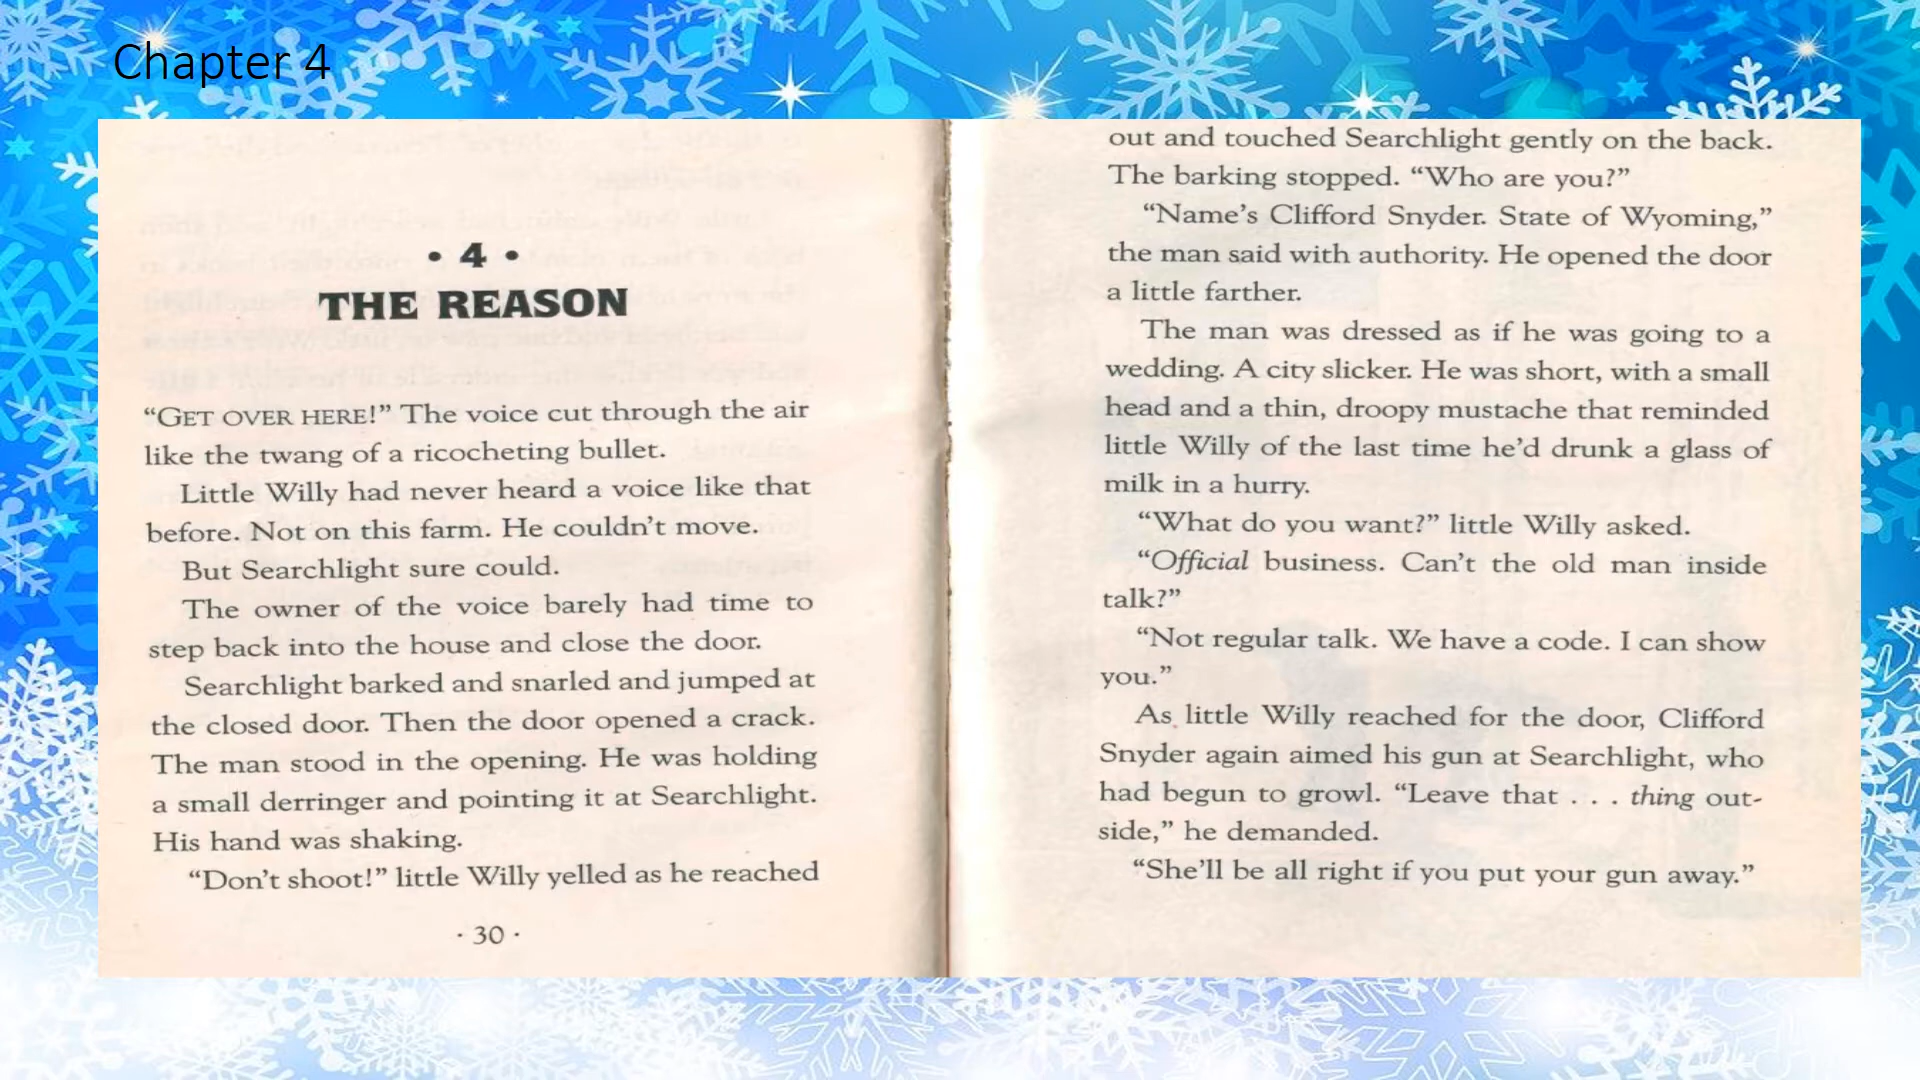 Chapter 4
• 4 •
THE REASON
“GET OVER HERE!” The voice cut through the air
like the twang of a ricocheting bullet.
Little Willy had never heard a voice like that
before. Not on this farm. He couldn’t move.
But Searchlight sure could.
The owner of the voice barely had time to
step back into the house and close the door.
Searchlight barked and snarled and jumped at
the closed door. Then the door opened a crack.
The man stood in the opening. He was holding
a small derringer and pointing it at Searchlight.
His hand was shaking.
“Don’t shoot!” little Willy yelled as he reached
· 30 ·
out and touched Searchlight gently on the back.
The barking stopped. “Who are you?”
“Name’s Clifford Snyder. State of Wyoming,”
the man said with authority. He opened the door
a little farther.
The man was dressed as if he was going to a
wedding. A city slicker. He was short, with a small
head and a thin, droopy mustache that reminded
little Willy of the last time he’d drunk a glass of
milk in a hurry.
“What do you want?” little Willy asked.
“Official business. Can’t the old man inside
talk?”
“Not regular talk. We have a code. I can show
you.”
As little Willy reached for the door, Clifford
Snyder again aimed his gun at Searchlight, who
had begun to growl. “Leave that . . . thing out-
side,” he demanded.
“She’ll be all right if you put your gun away.”